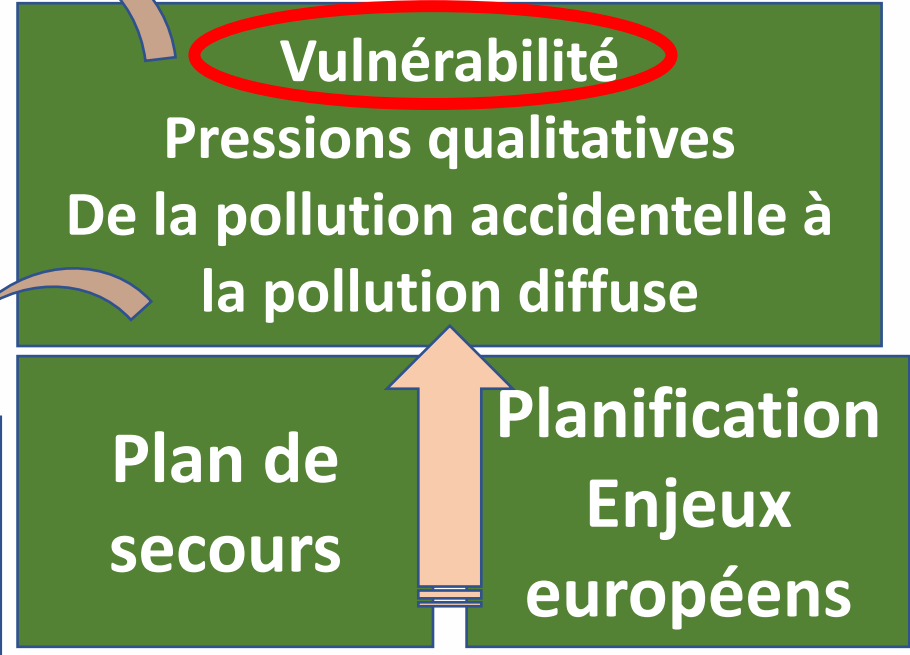 Vulnérabilité
Pressions qualitatives
De la pollution accidentelle à
la pollution diffuse
Plan de
secours
Planification
Enjeux
européens